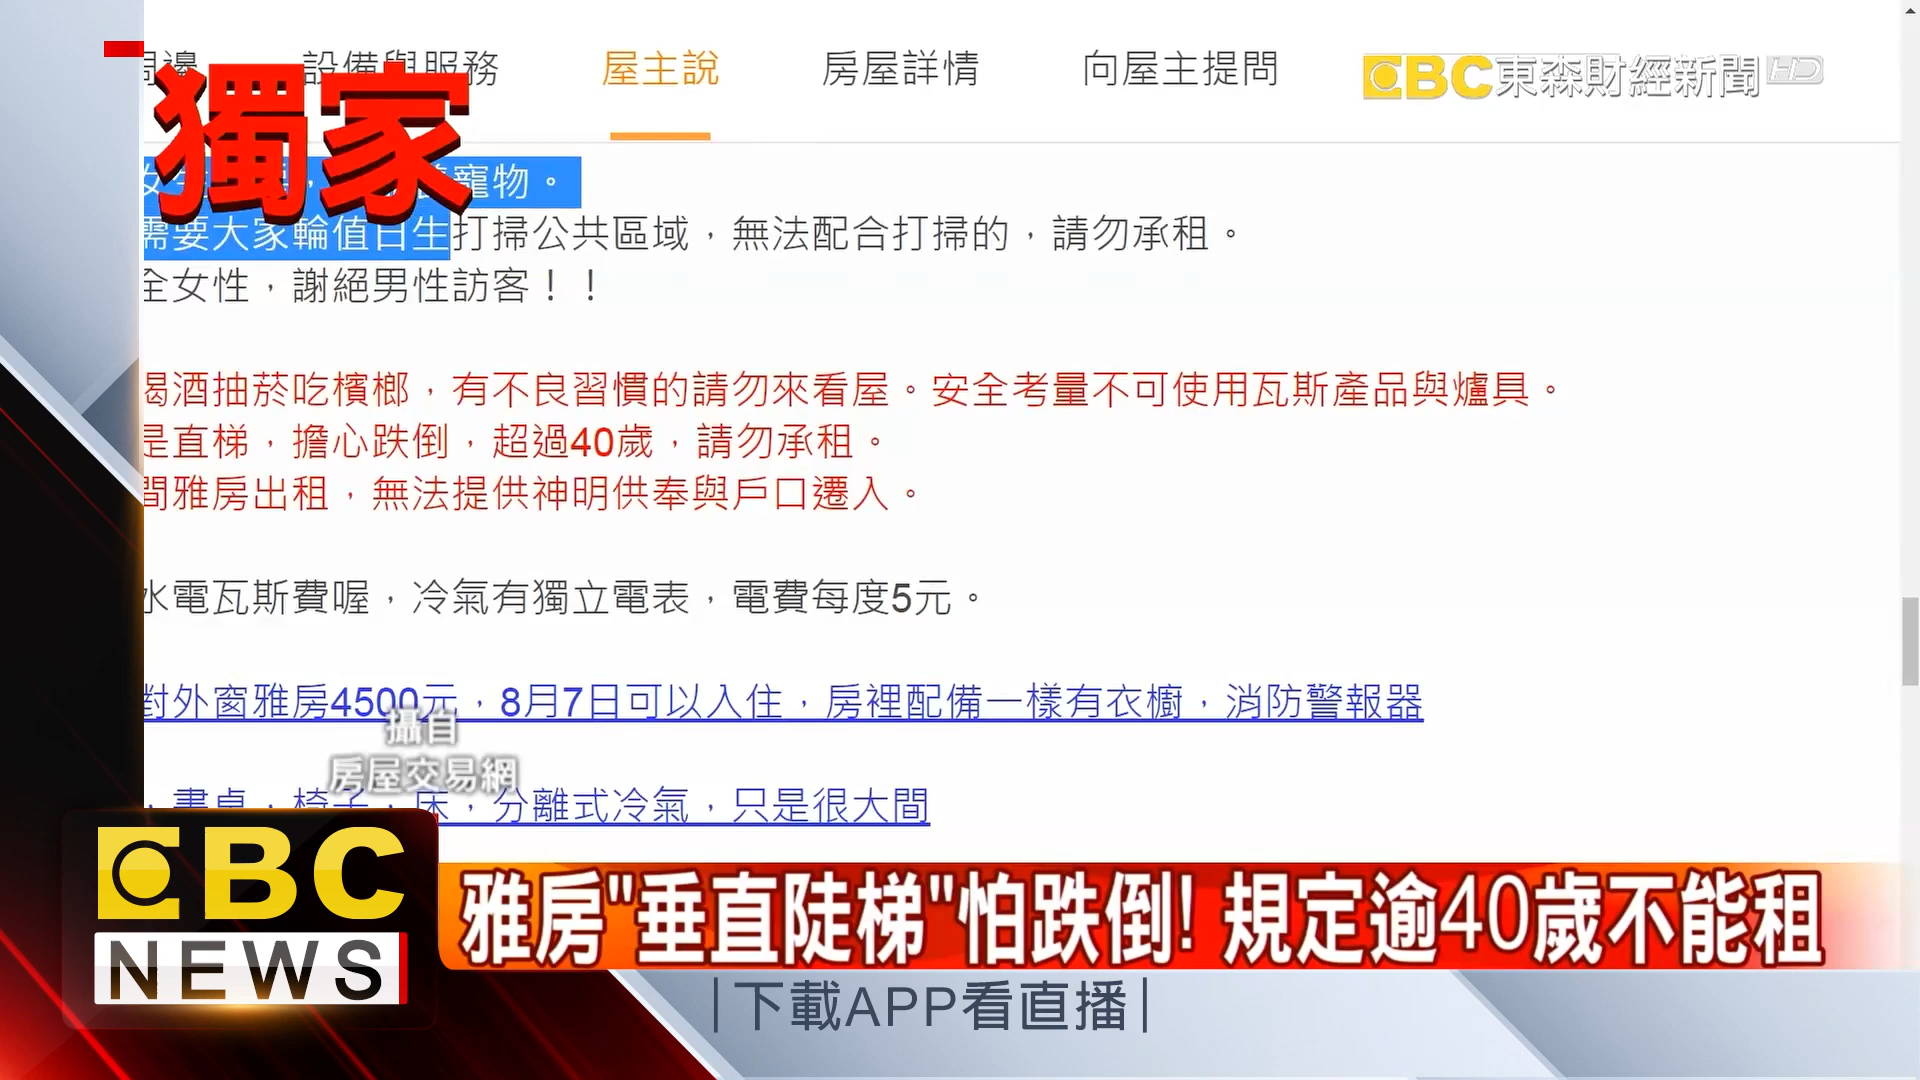 周邊 設備與服務 屋主說 房屋詳情 向屋主提問
EBC東森財經新聞HD
獨家
寵物。
需要大家輪值日生打掃公共區域，無法配合打掃的，請勿承租。
全女性，謝絕男性訪客！！
喝酒抽菸吃檳榔，有不良習慣的請勿來看屋。安全考量不可使用瓦斯產品與爐具。
是直梯，擔心跌倒，超過40歲，請勿承租。
間雅房出租，無法提供神明供奉與戶口遷入。
水電瓦斯費喔，冷氣有獨立電表，電費每度5元。
對外窗雅房4500元，8月7日可以入住，房裡配備一樣有衣櫥，消防警報器
攝自
房屋交易網
，書桌，椅子，床，分離式冷氣，只是很大間
EBC
NEWS
雅房"垂直陡梯"怕跌倒! 規定逾40歲不能租
|下載APP看直播|